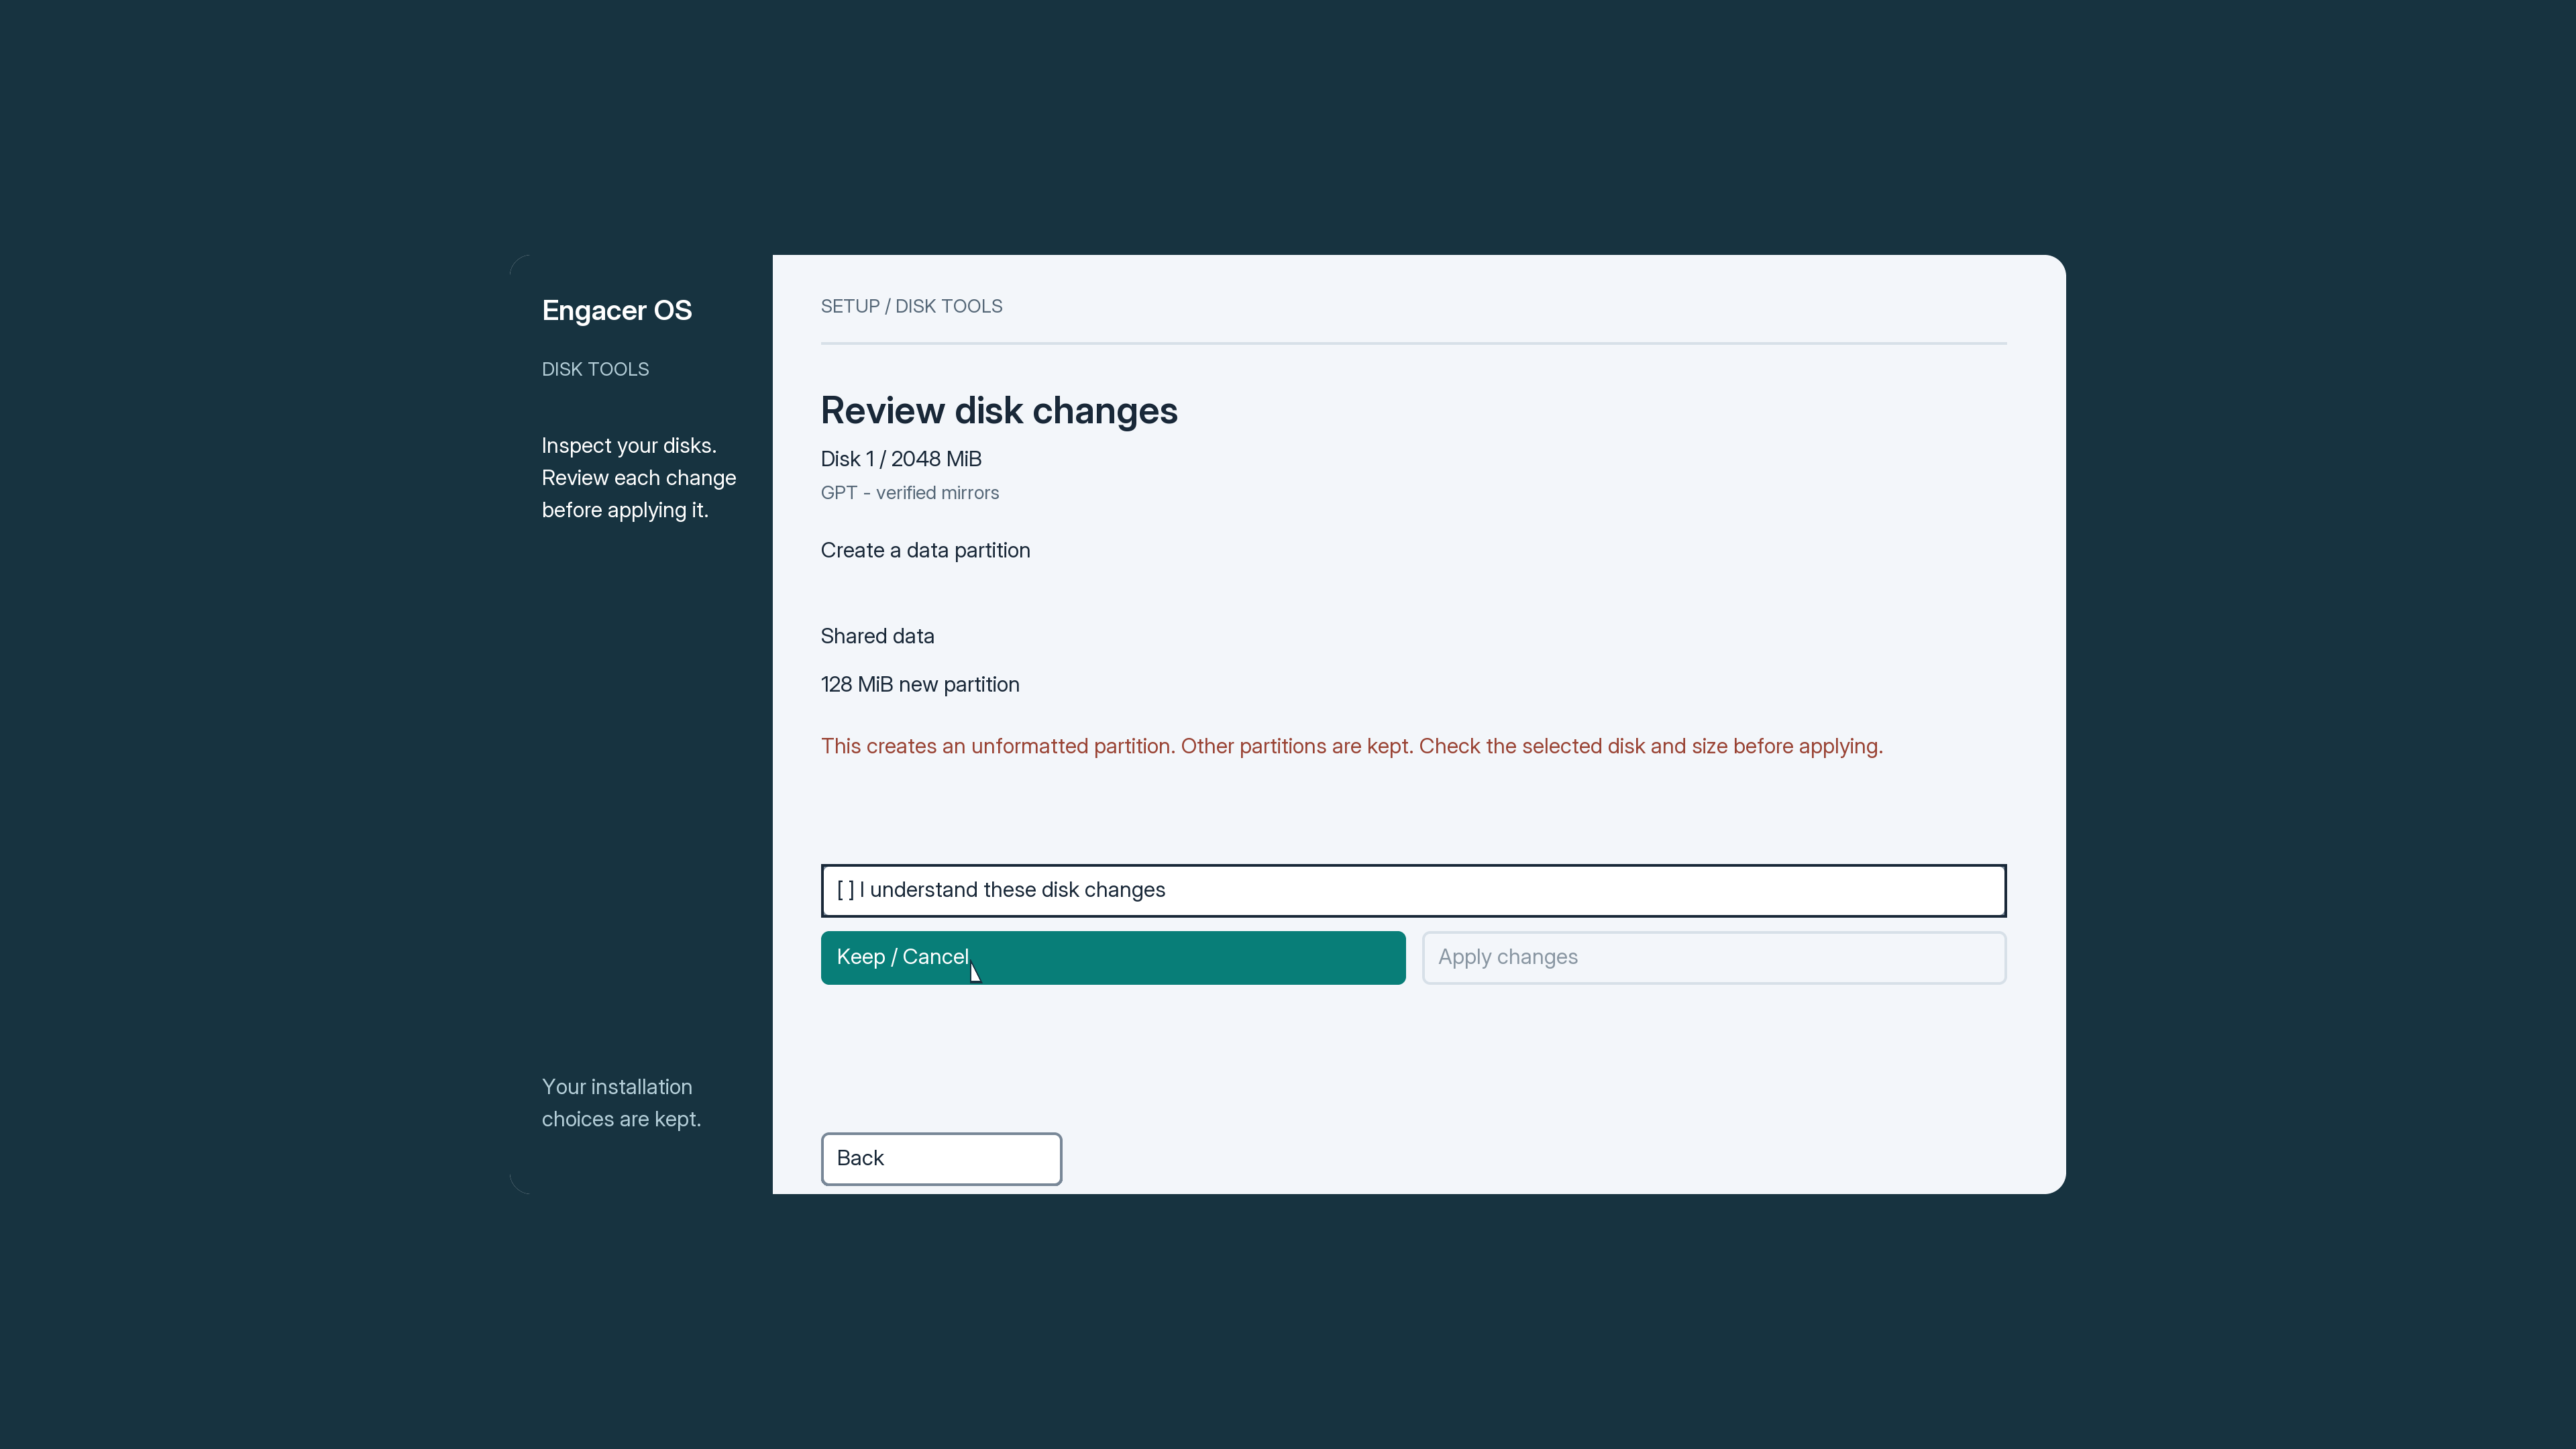 Engacer OS
DISK TOOLS
Inspect your disks.
Review each change
before applying it.
Your installation
choices are kept.
SETUP / DISK TOOLS
Review disk changes
Disk 1 / 2048 MiB
GPT - verified mirrors
Create a data partition
Shared data
128 MiB new partition
This creates an unformatted partition. Other partitions are kept. Check the selected disk and size before applying.
[ ] I understand these disk changes
Keep / Cancel
Apply changes
Back